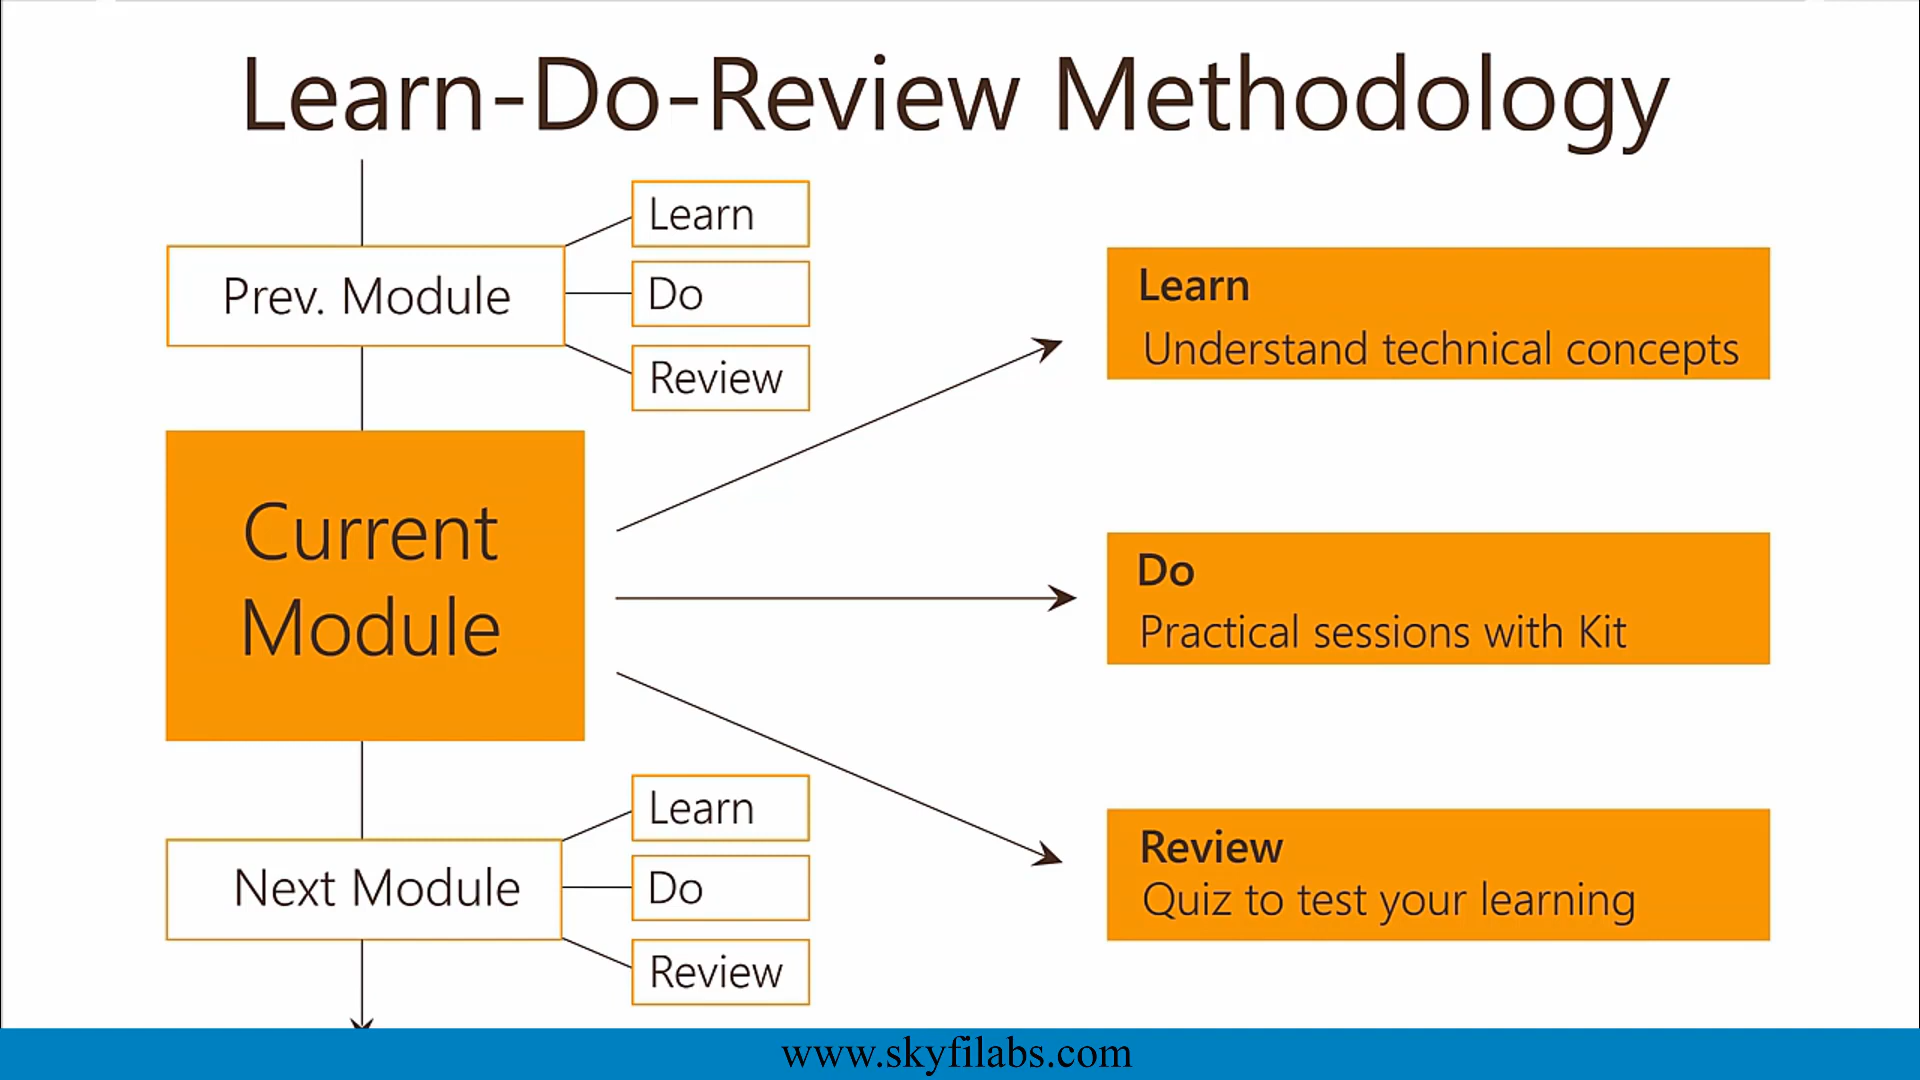 Learn-Do-Review Methodology
Prev. Module
Learn
Do
Review
Current
Module
Learn
Understand technical concepts
Do
Practical sessions with Kit
Review
Quiz to test your learning
Next Module
Learn
Do
Review
www.skyfilabs.com